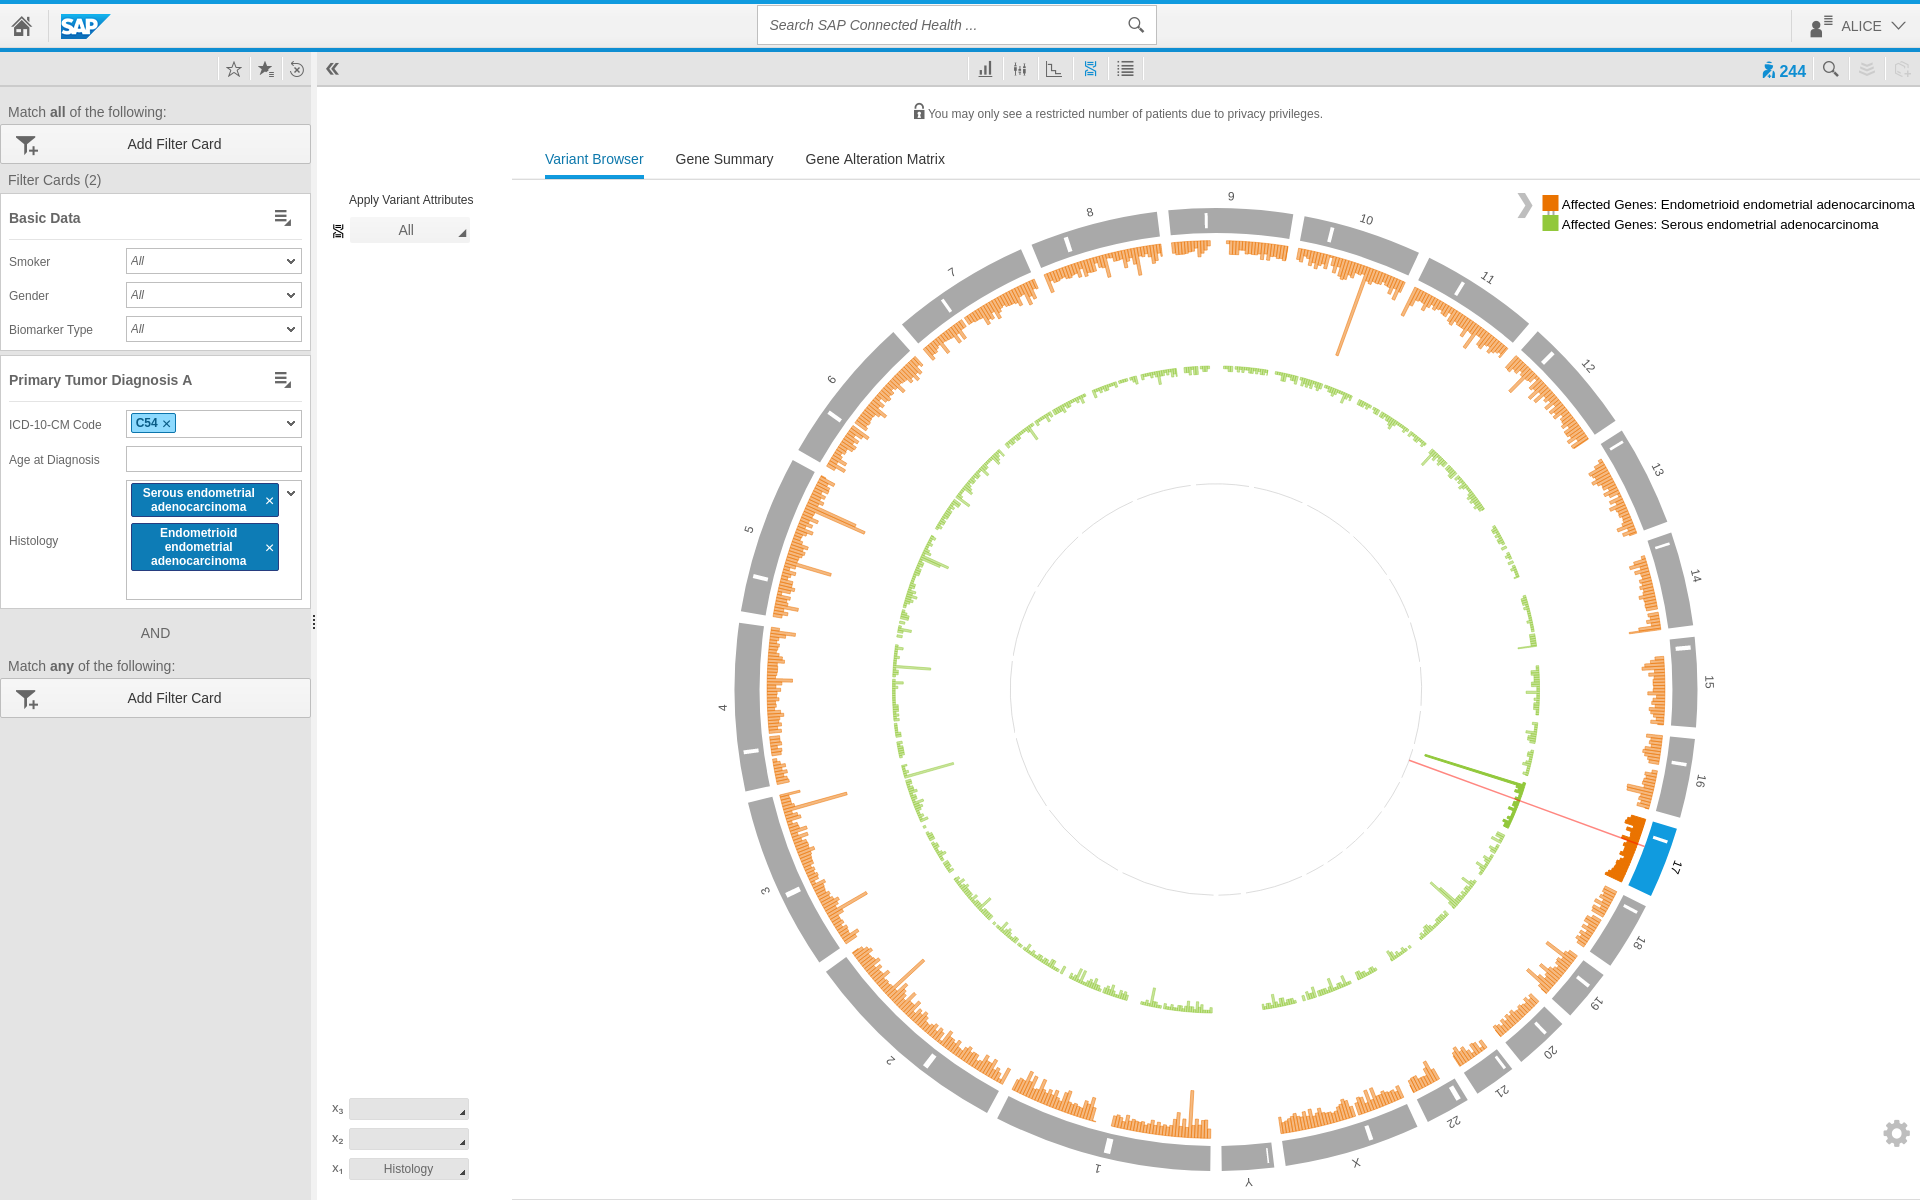 SAP
Search SAP Connected Health ...
ALICE
244
Match all of the following:
Add Filter Card
Filter Cards (2)
Basic Data
Smoker
All
Gender
All
Biomarker Type
All
Primary Tumor Diagnosis A
ICD-10-CM Code
C54 ×
Age at Diagnosis
Histology
Serous endometrial
adenocarcinoma ×
Endometrioid
endometrial
adenocarcinoma ×
AND
Match any of the following:
Add Filter Card
You may only see a restricted number of patients due to privacy privileges.
Variant Browser
Gene Summary
Gene Alteration Matrix
Apply Variant Attributes
All
Affected Genes: Endometrioid endometrial adenocarcinoma
Affected Genes: Serous endometrial adenocarcinoma
1
2
3
4
5
6
7
8
9
10
11
12
13
14
15
16
17
18
19
20
21
22
X
Y
x₃
x₂
x₁
Histology